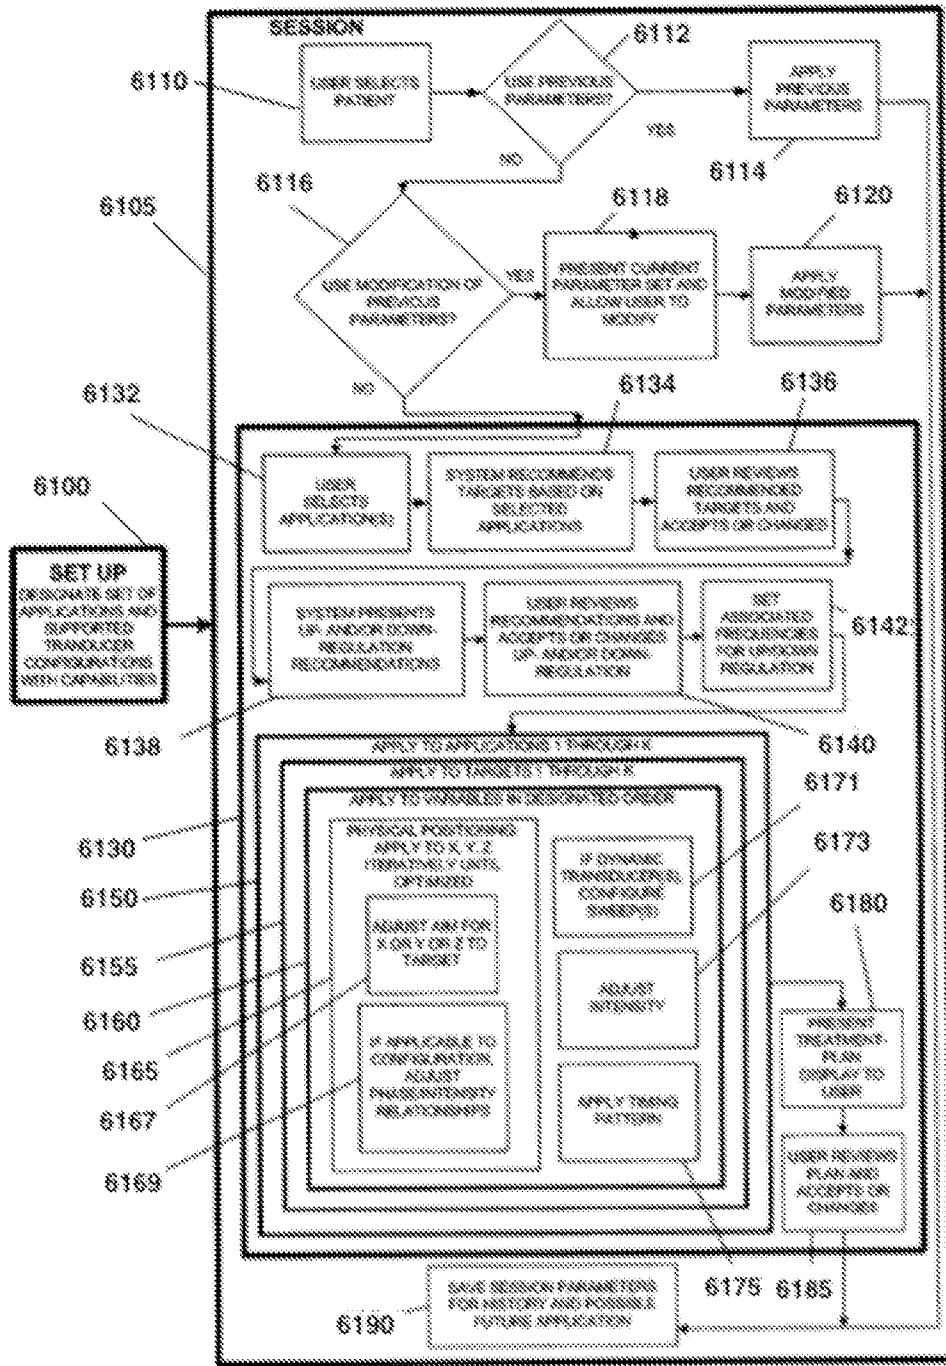 SESSION
6112
6110
USER SELECTS
PATIENT
USE PREVIOUS
PARAMETERS?
APPLY
PREVIOUS
PARAMETERS
YES
NO
6114
6116
6118
6120
6105
USE MODIFICATION OF
PREVIOUS
PARAMETERS?
YES
PRESENT CURRENT
PARAMETER SET AND
ALLOW USER TO
MODIFY
APPLY
MODIFIED
PARAMETERS
NO
6132
6134
6136
USER
SELECTS
APPLICATION(S)
SYSTEM RECOMMENDS
TARGETS BASED ON
SELECTED
APPLICATIONS
USER REVIEWS
RECOMMENDED
TARGETS AND
ACCEPTS OR CHANGES
6100
SET UP
DESIGNATE SET OF
APPLICATIONS AND
SUPPORTED
TRANDUCER
CONFIGURATIONS
WITH CAPABILITIES
SYSTEM PRESENTS
UP- AND/OR DOWN-
REGULATION
RECOMMENDATIONS
USER REVIEWS
RECOMMENDATIONS AND
ACCEPTS OR CHANGES
UP- AND/OR DOWN-
REGULATION
SET
ASSOCIATED
FREQUENCIES
FOR UP/DOWN
REGULATION
6142
6138
6140
APPLY TO APPLICATIONS 1 THROUGH K
APPLY TO TARGETS 1 THROUGH K
APPLY TO VARIABLES IN DESIGNATED ORDER
6171
6130
PHYSICAL POSITIONING
APPLY TO X, Y, Z
ITERATIVELY UNTIL
OPTIMIZED
IF DYNAMIC
TRANSDUCER(S),
CONFIGURE
SWEEP(S)
6173
6150
6180
ADJUST AIM FOR
X OR Y OR Z TO
TARGET
6155
ADJUST
INTENSITY
6160
PRESENT
TREATMENT-
PLAN
DISPLAY TO
USER
6165
IF APPLICABLE TO
CONFIGURATION,
ADJUST
PHASE/INTENSITY
RELATIONSHIPS
6167
APPLY TIMING
PATTERN
6169
USER REVIEWS
PLAN AND
ACCEPTS OR
CHANGES
6175
6185
6190
SAVE SESSION PARAMETERS
FOR HISTORY AND POSSIBLE
FUTURE APPLICATION